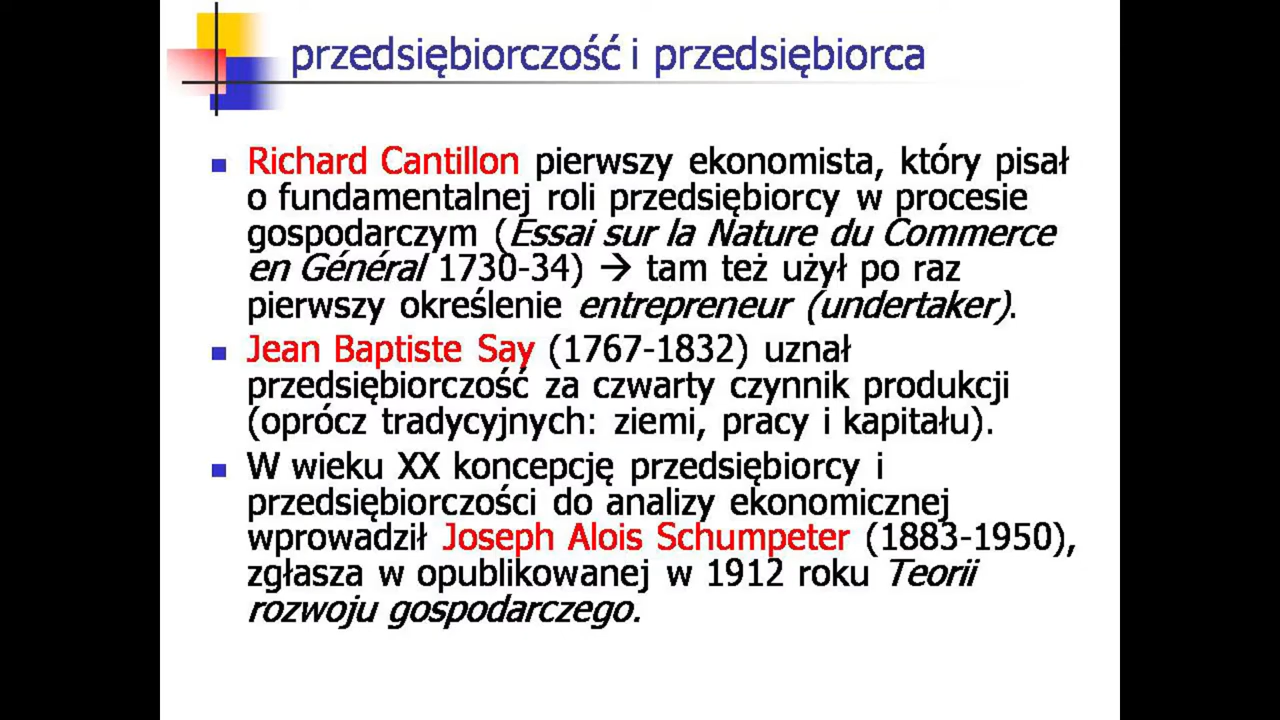 przedsiębiorczość i przedsiębiorca
Richard Cantillon pierwszy ekonomista, który pisał
o fundamentalnej roli przedsiębiorcy w procesie
gospodarczym (Essai sur la Nature du Commerce
en Général 1730-34) → tam też użył po raz
pierwszy określenie entrepreneur (undertaker).
Jean Baptiste Say (1767-1832) uznał
przedsiębiorczość za czwarty czynnik produkcji
(oprócz tradycyjnych: ziemi, pracy i kapitału).
W wieku XX koncepcję przedsiębiorcy i
przedsiębiorczości do analizy ekonomicznej
wprowadził Joseph Alois Schumpeter (1883-1950),
zgłasza w opublikowanej w 1912 roku Teorii
rozwoju gospodarczego.